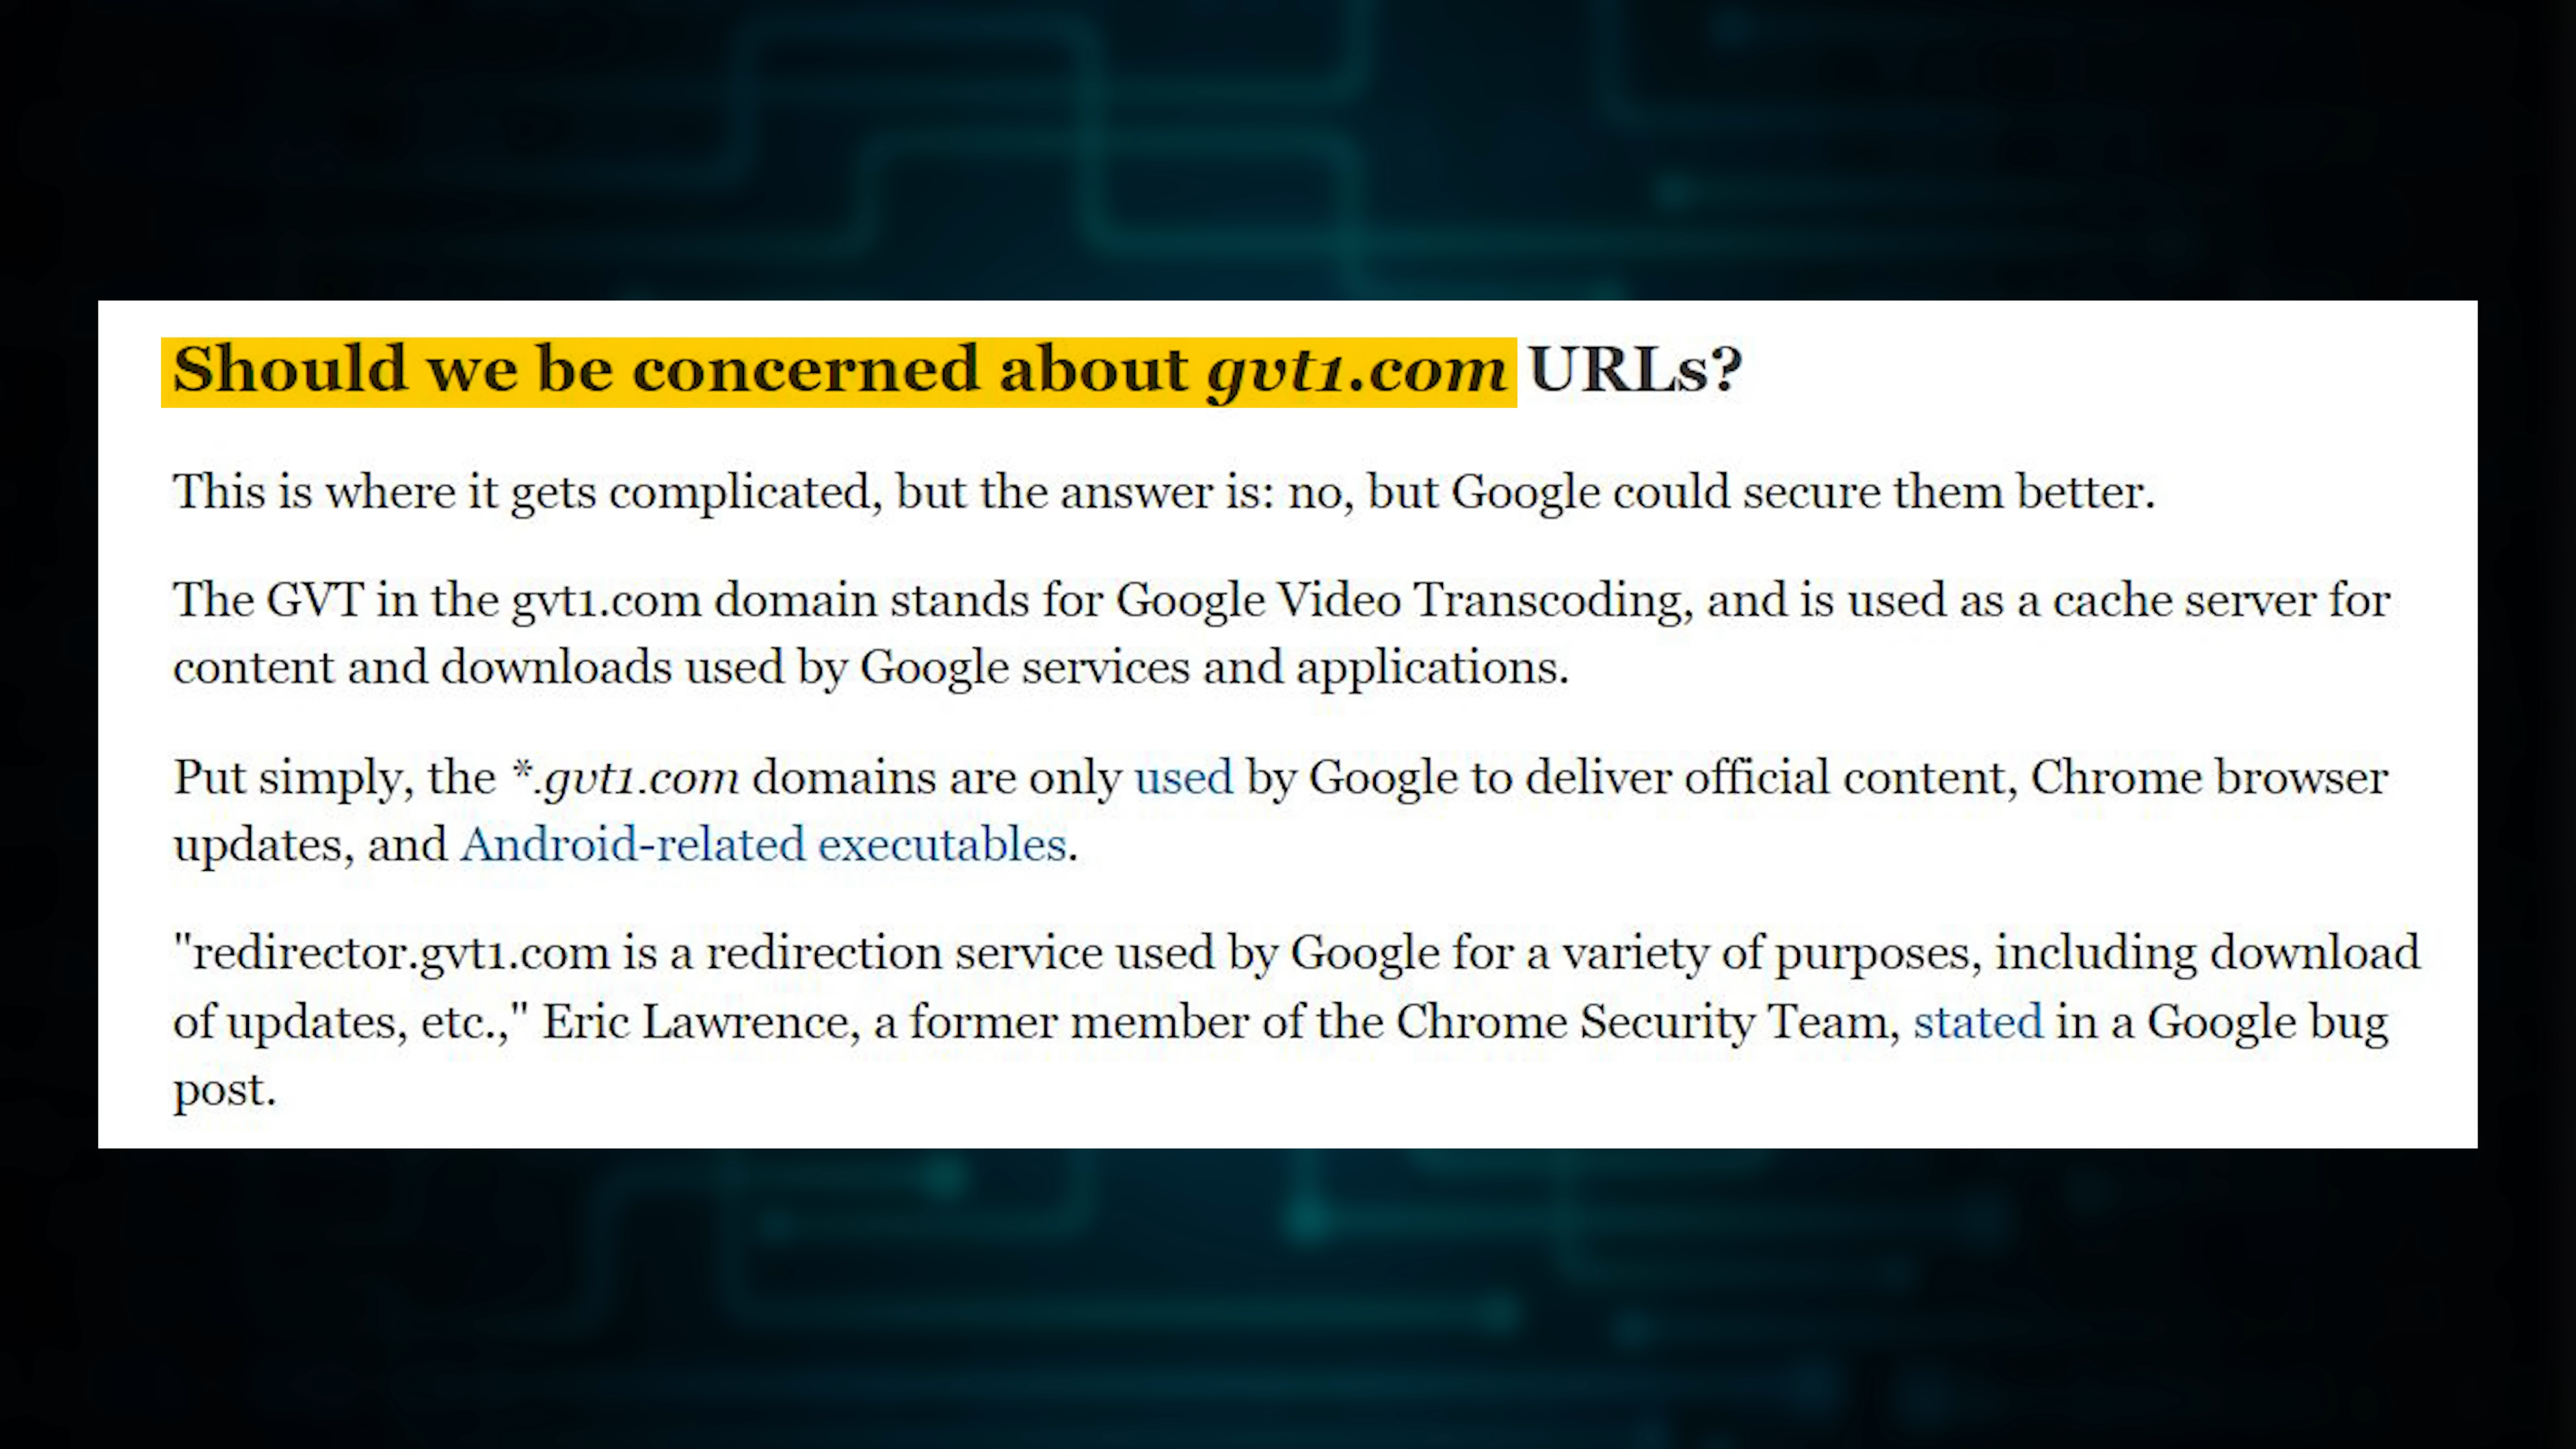 Should we be concerned about gvt1.com URLs?
This is where it gets complicated, but the answer is: no, but Google could secure them better.
The GVT in the gvt1.com domain stands for Google Video Transcoding, and is used as a cache server for
content and downloads used by Google services and applications.
Put simply, the *.gvt1.com domains are only used by Google to deliver official content, Chrome browser
updates, and Android-related executables.
"redirector.gvt1.com is a redirection service used by Google for a variety of purposes, including download
of updates, etc.," Eric Lawrence, a former member of the Chrome Security Team, stated in a Google bug
post.